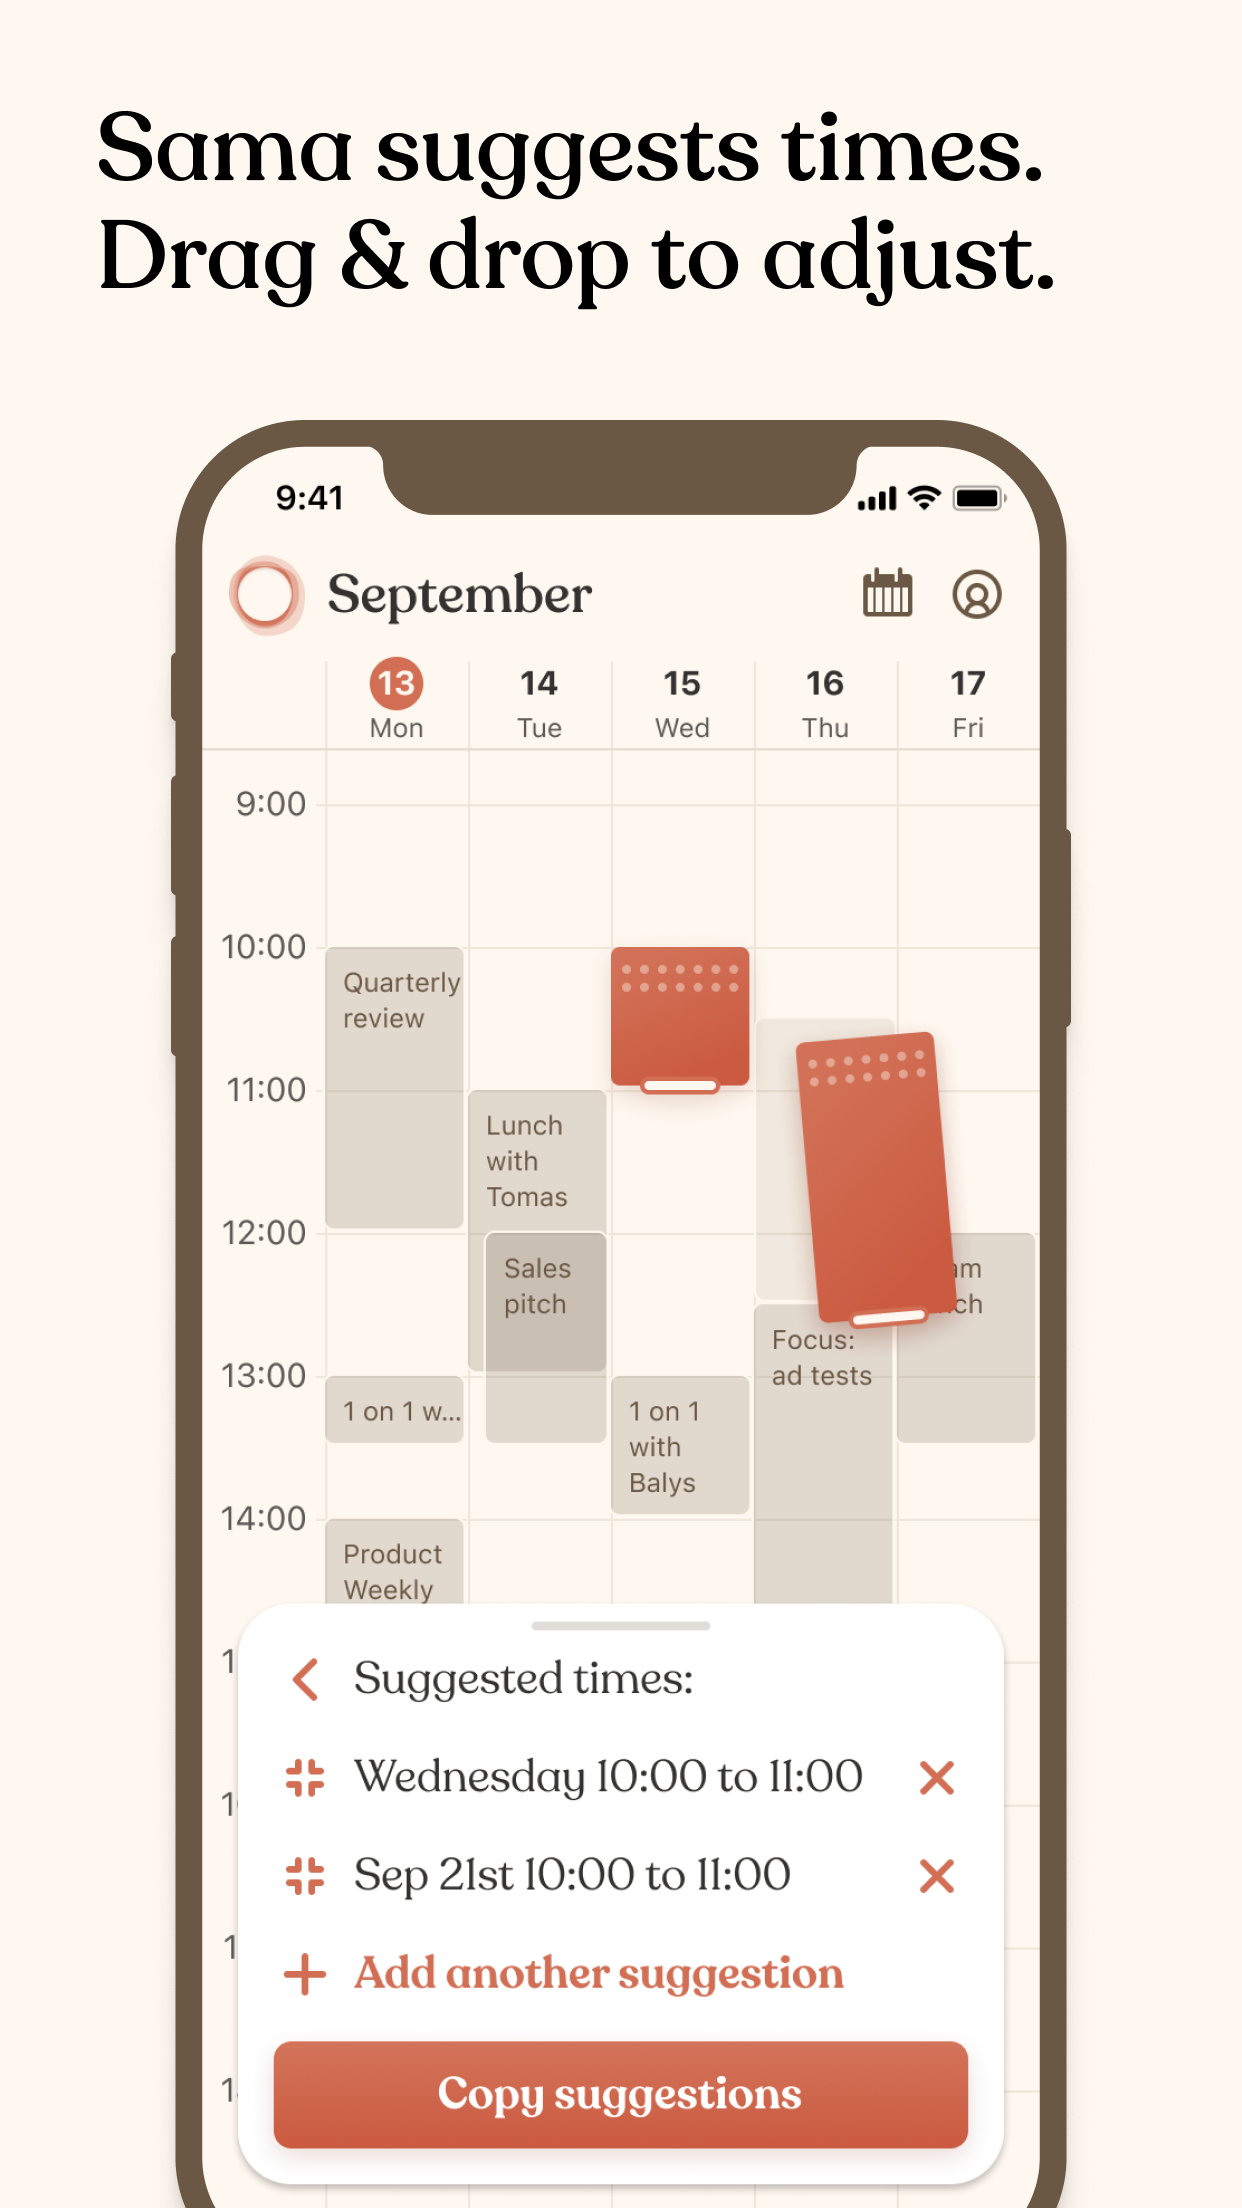 Sama suggests times.
Drag & drop to adjust.
9:41
September
13
14
15
16
17
Mon
Tue
Wed
Thu
Fri
9:00
10:00
Quarterly
review
11:00
Lunch
with
Tomas
12:00
Sales
pitch
Focus:
ad tests
13:00
1 on 1 w...
1 on 1
with
Balys
14:00
Product
Weekly
Suggested times:
Wednesday 10:00 to 11:00
Sep 21st 10:00 to 11:00
Add another suggestion
Copy suggestions